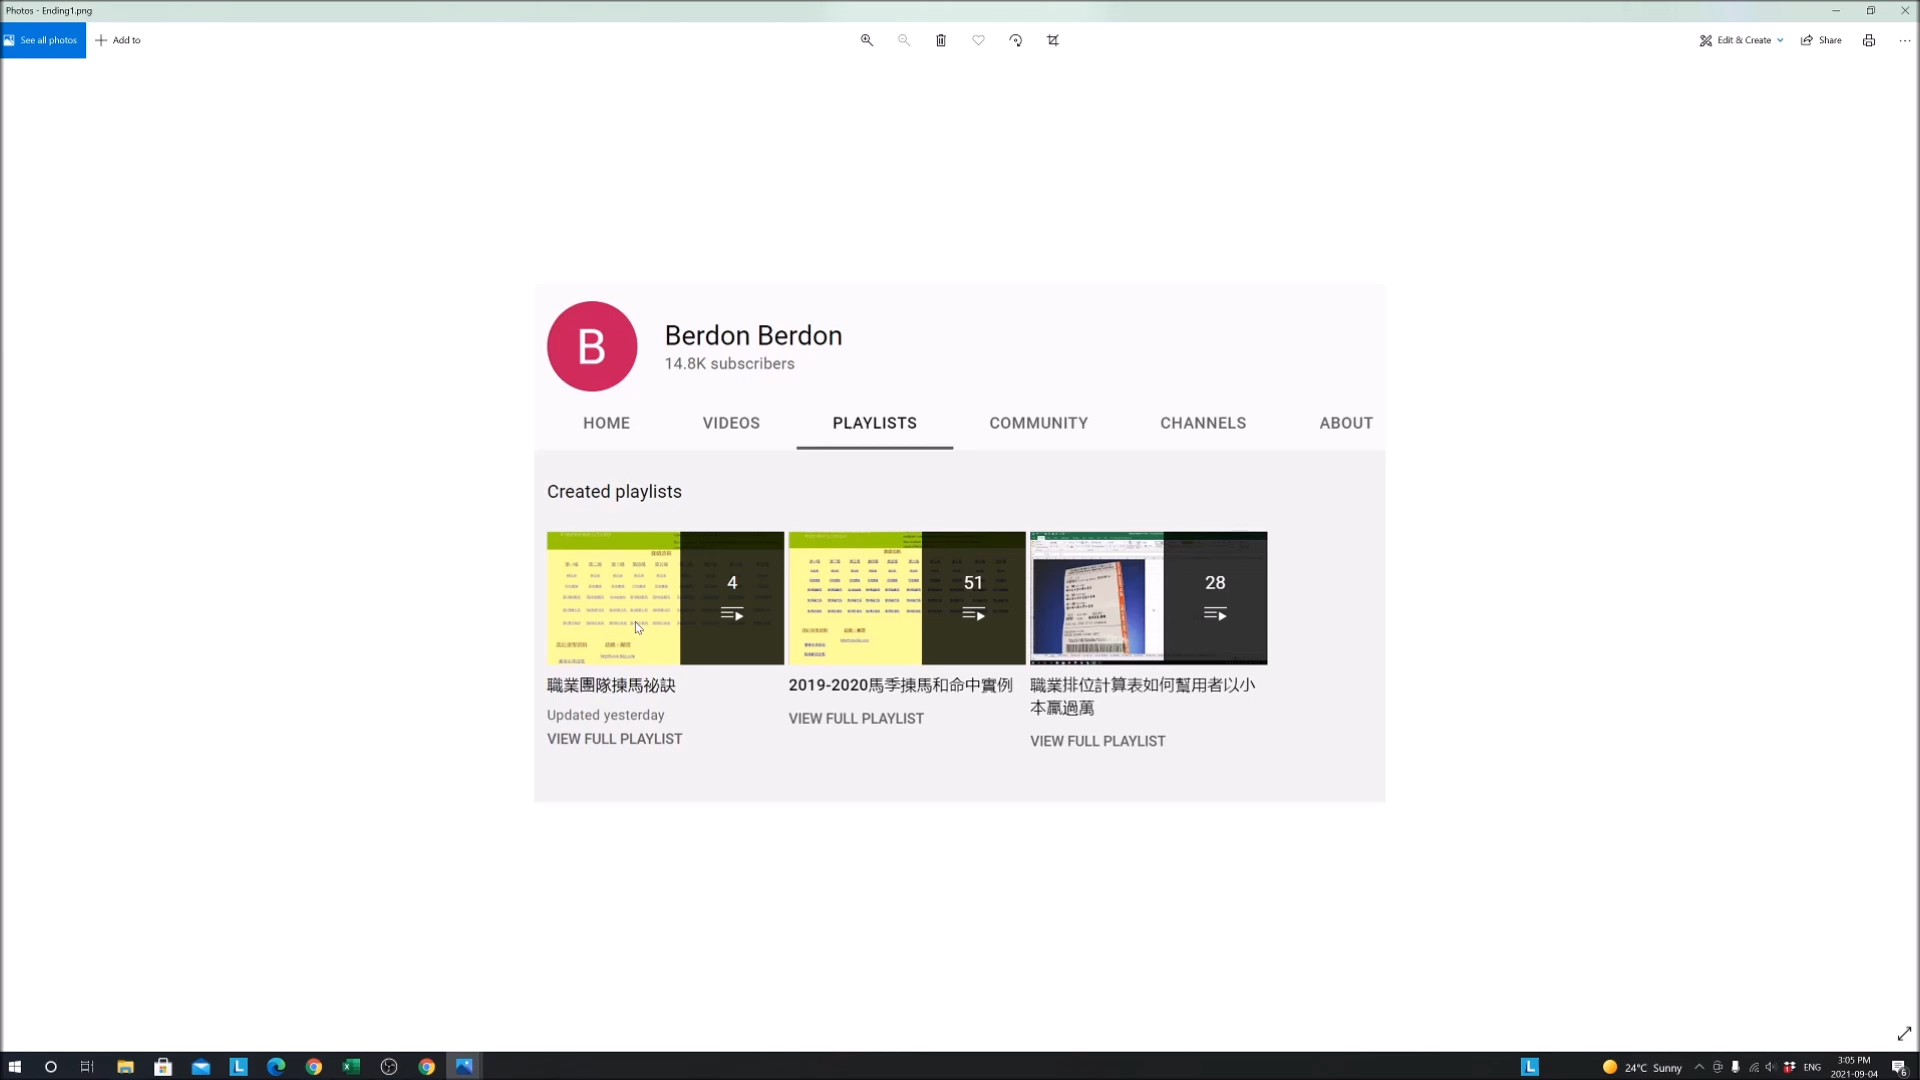 Photos - Ending1.png
See all photos
Add to
Edit & Create
Share
B
Berdon Berdon
14.8K subscribers
HOME
VIDEOS
PLAYLISTS
COMMUNITY
CHANNELS
ABOUT
Created playlists
4
51
28
職業團隊揀馬祕訣
Updated yesterday
VIEW FULL PLAYLIST
2019-2020馬季揀馬和命中實例
VIEW FULL PLAYLIST
職業排位計算表如何幫用者以小
本贏過萬
VIEW FULL PLAYLIST
24°C Sunny
ENG
3:05 PM
2021-09-04